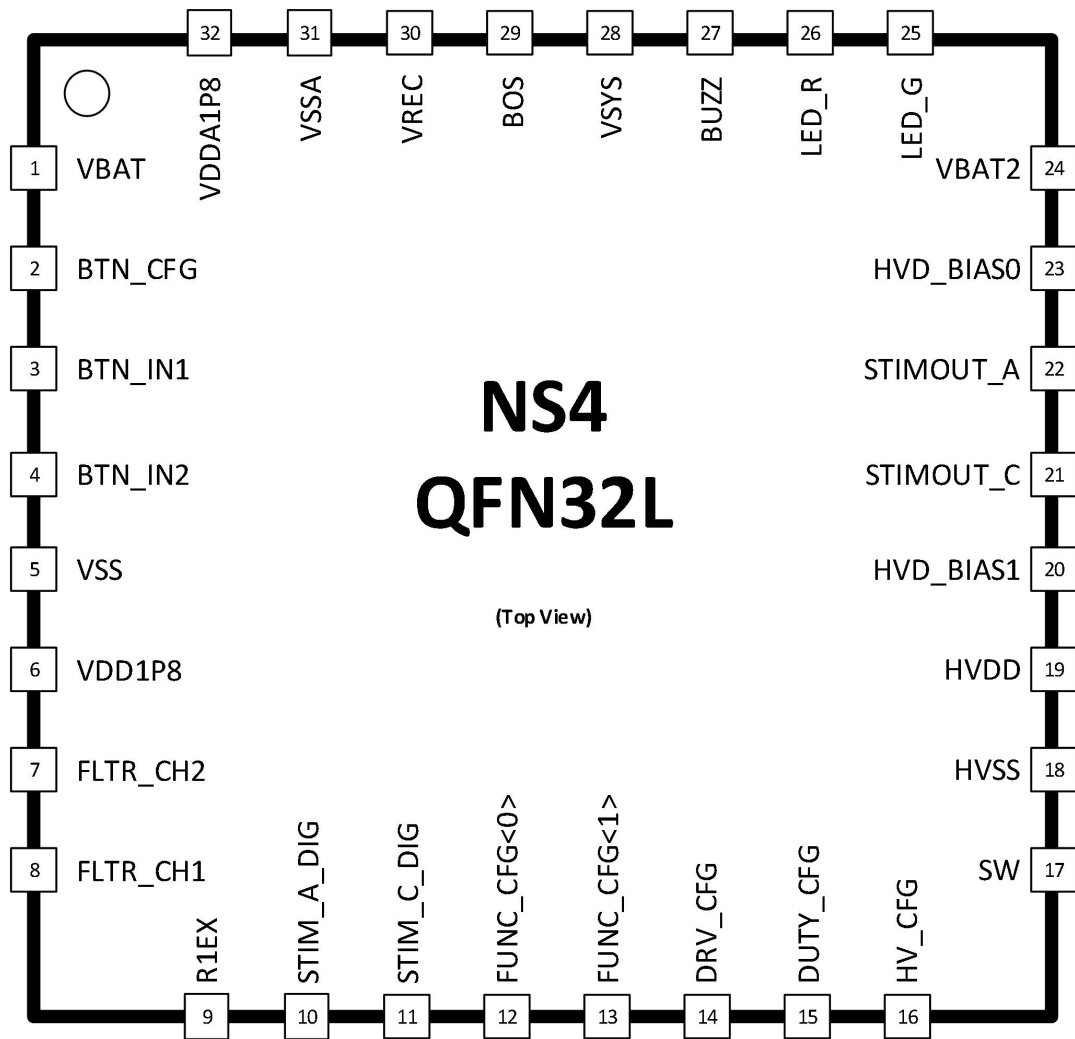 32 31 30 29 28 27 26 25
VDDA1P8
VSSA
VREC
BOS
VSYS
BUZZ
LED_R
LED_G
1 VBAT
2 BTN_CFG
3 BTN_IN1
4 BTN_IN2
5 VSS
6 VDD1P8
7 FLTR_CH2
8 FLTR_CH1
NS4
QFN32L
(Top View)
VBAT2 24
HVD_BIAS0 23
STIMOUT_A 22
STIMOUT_C 21
HVD_BIAS1 20
HVDD 19
HVSS 18
SW 17
R1EX
STIM_A_DIG
STIM_C_DIG
FUNC_CFG<0>
FUNC_CFG<1>
DRV_CFG
DUTY_CFG
HV_CFG
9 10 11 12 13 14 15 16